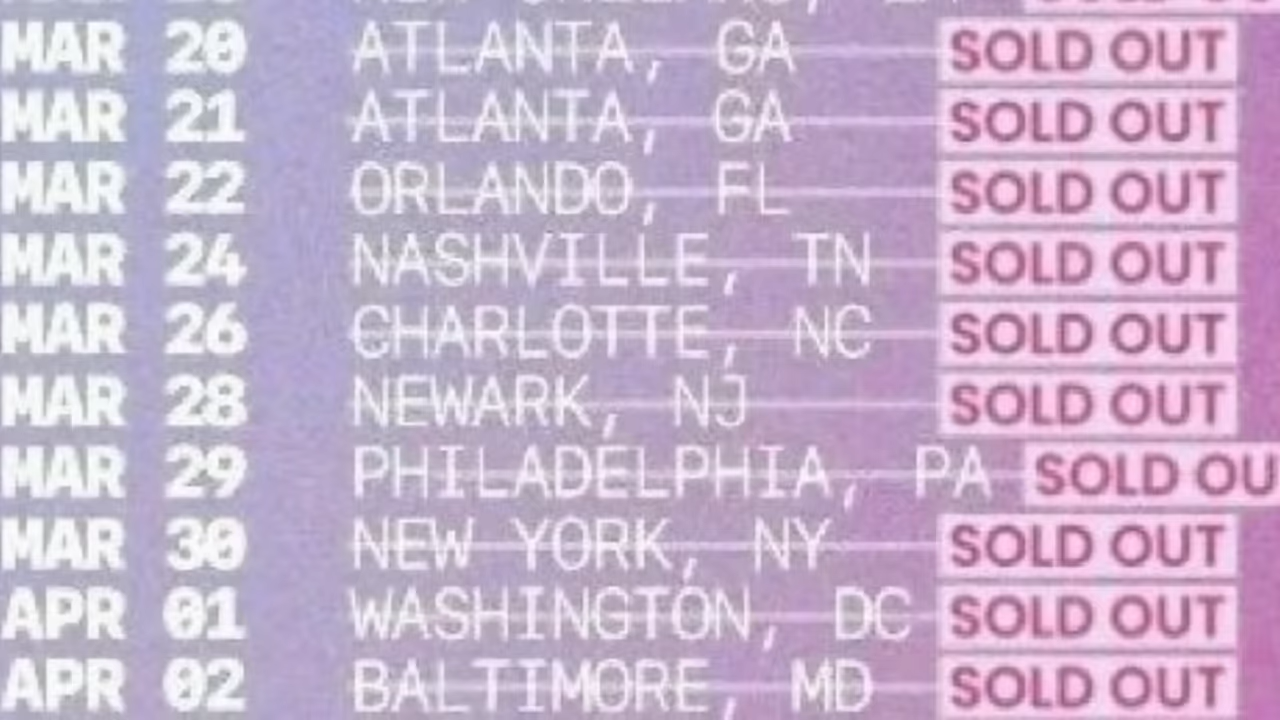 MAR 20 ATLANTA, GA SOLD OUT
MAR 21 ATLANTA, GA SOLD OUT
MAR 22 ORLANDO, FL SOLD OUT
MAR 24 NASHVILLE, TN SOLD OUT
MAR 26 CHARLOTTE, NC SOLD OUT
MAR 28 NEWARK, NJ SOLD OUT
MAR 29 PHILADELPHIA, PA SOLD OU
MAR 30 NEW YORK, NY SOLD OUT
APR 01 WASHINGTON, DC SOLD OUT
APR 02 BALTIMORE, MD SOLD OUT